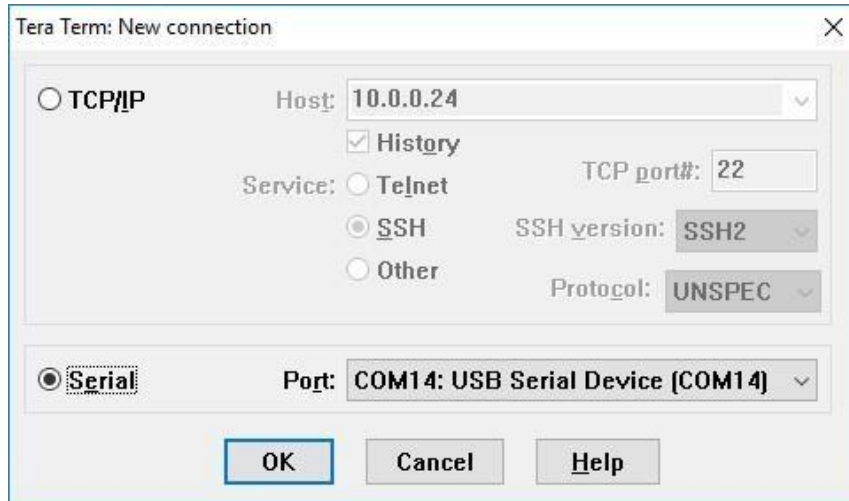 Tera Term: New connection
TCP/IP Host: 10.0.0.24
History
Service: Telnet TCP port#: 22
SSH SSH version: SSH2
Other Protocol: UNSPEC
Serial Port: COM14: USB Serial Device (COM14)
OK Cancel Help